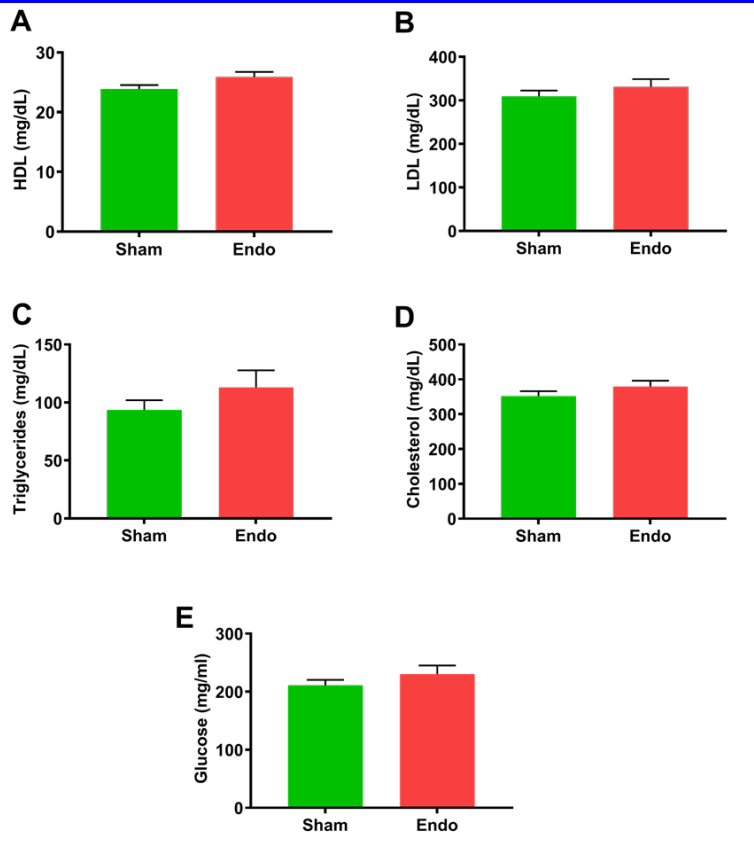 A
HDL (mg/dL)
30
20
10
0
Sham Endo
B
LDL (mg/dL)
400
300
200
100
0
Sham Endo
C
Triglycerides (mg/dL)
150
100
50
0
Sham Endo
D
Cholesterol (mg/dL)
500
400
300
200
100
0
Sham Endo
E
Glucose (mg/ml)
300
200
100
0
Sham Endo